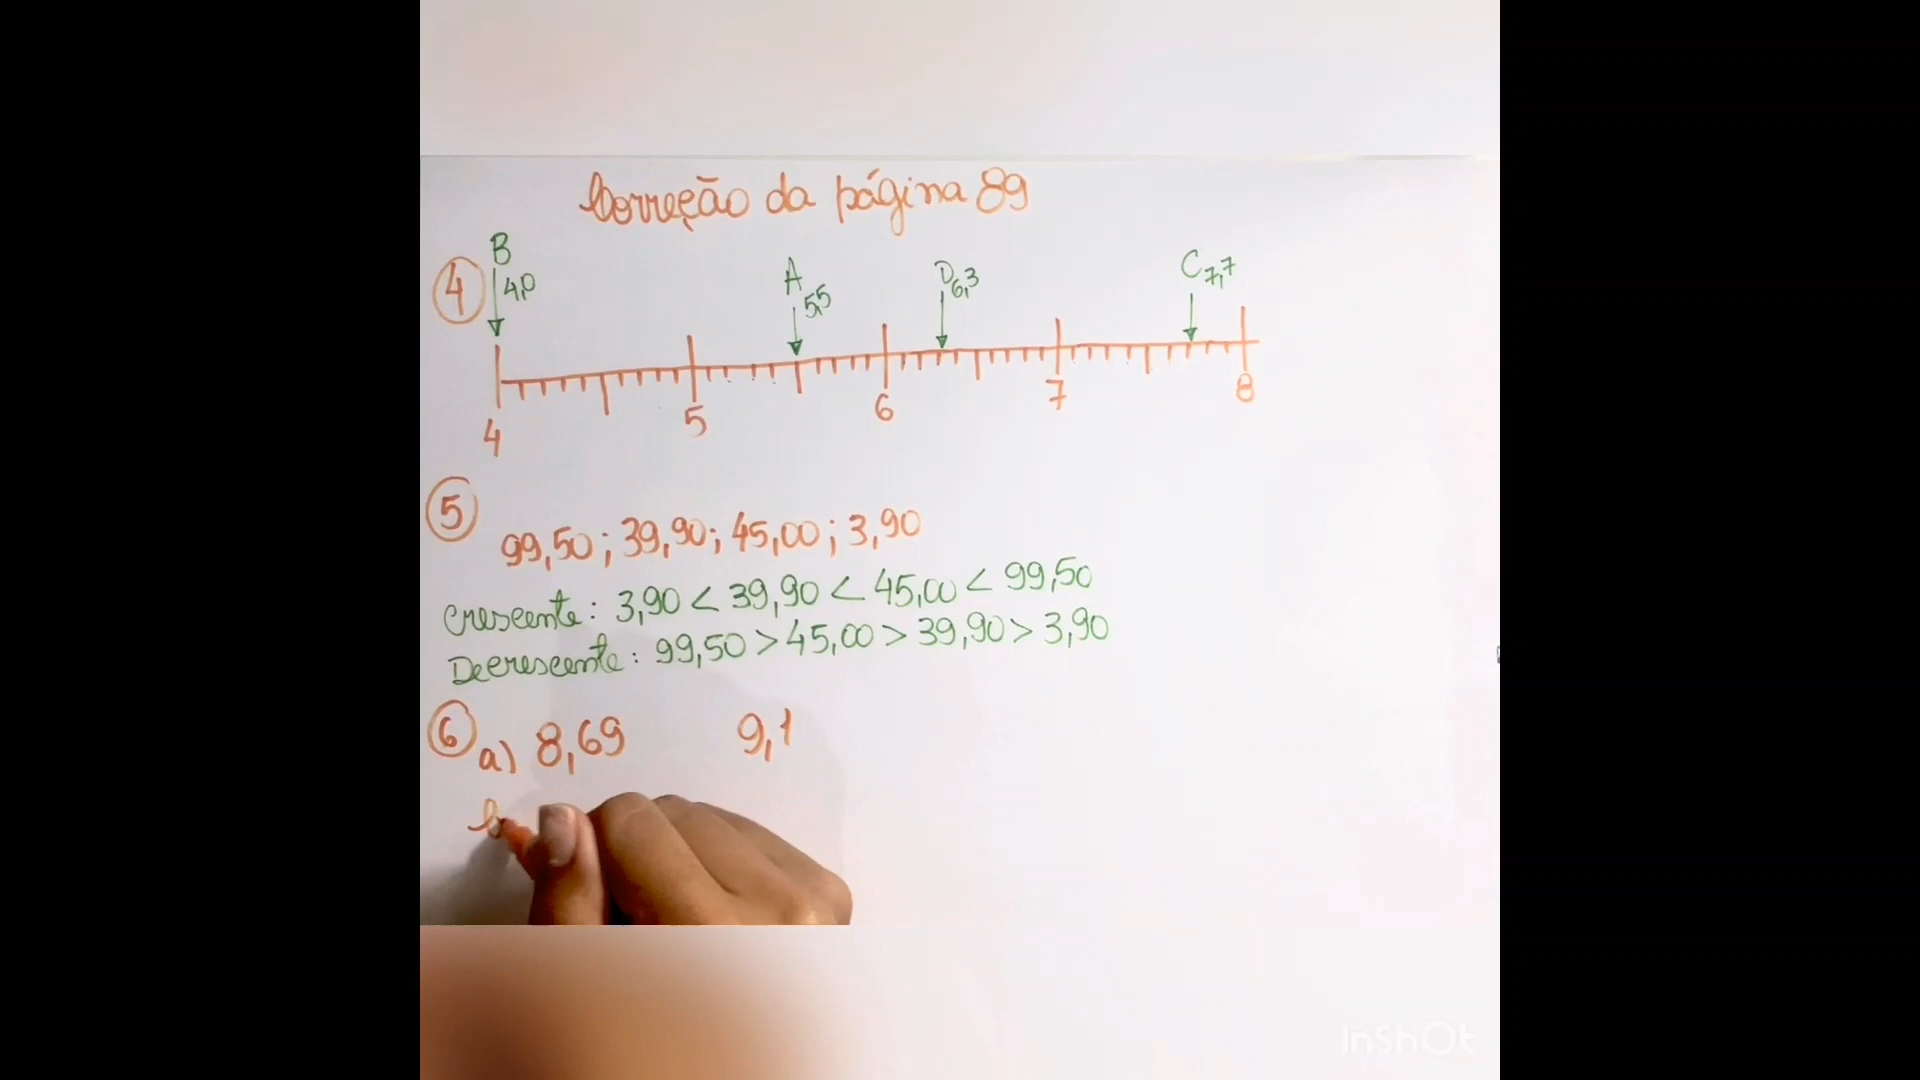 Correção da página 89
4
B 4,0 A 5,5 D 6,3 C 7,7
4 5 6 7 8
5
99,50 ; 39,90 ; 45,00 ; 3,90
Crescente : 3,90 < 39,90 < 45,00 < 99,50
Decrescente : 99,50 > 45,00 > 39,90 > 3,90
6 a) 8,69 9,1
b
InShOt